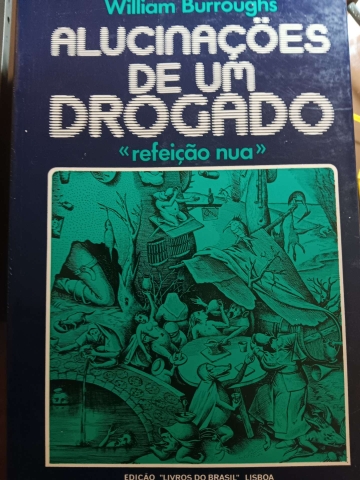 William Burroughs
ALUCINAÇÕES
DE UM
DROGADO
«refeição nua»
EDIÇÃO "LIVROS DO BRASIL" LISBOA